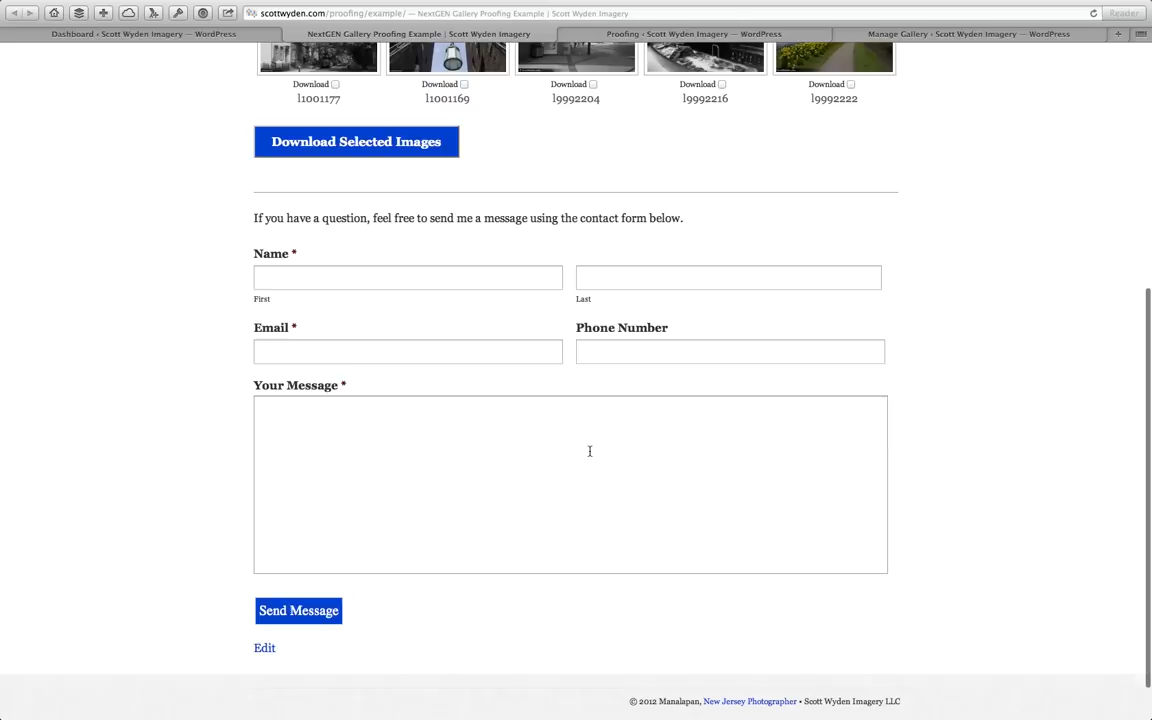 scottwyden.com/proofing/example/ — NextGEN Gallery Proofing Example | Scott Wyden Imagery
Reader
Dashboard ‹ Scott Wyden Imagery — WordPress
NextGEN Gallery Proofing Example | Scott Wyden Imagery
Proofing ‹ Scott Wyden Imagery — WordPress
Manage Gallery ‹ Scott Wyden Imagery — WordPress
Download Download Download Download Download
l1001177 l1001169 l9992204 l9992216 l9992222
Download Selected Images
If you have a question, feel free to send me a message using the contact form below.
Name *
First Last
Email * Phone Number
Your Message *
Send Message
Edit
© 2012 Manalapan, New Jersey Photographer • Scott Wyden Imagery LLC